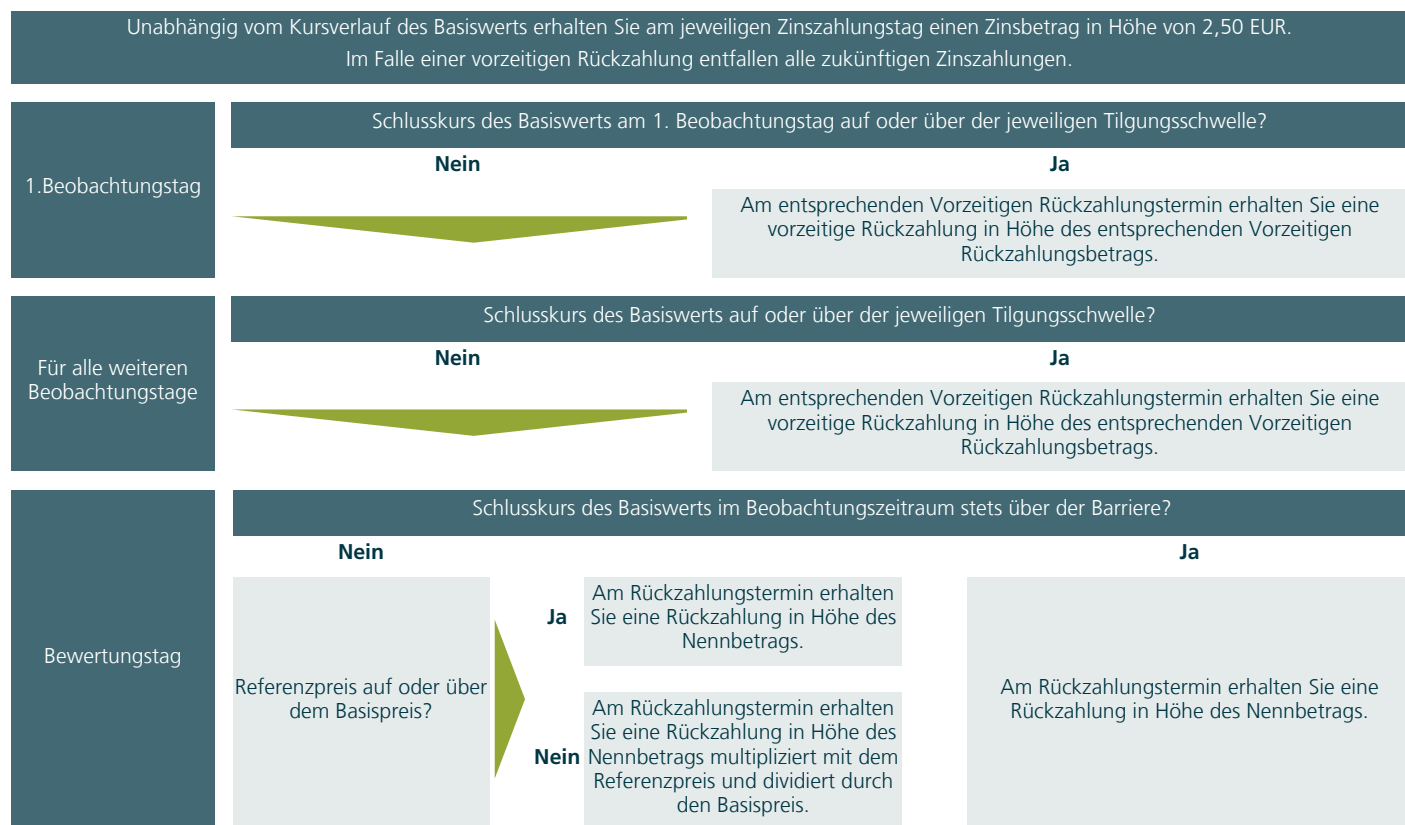 Unabhängig vom Kursverlauf des Basiswerts erhalten Sie am jeweiligen Zinszahlungstag einen Zinsbetrag in Höhe von 2,50 EUR.
Im Falle einer vorzeitigen Rückzahlung entfallen alle zukünftigen Zinszahlungen.
1.Beobachtungstag
Schlusskurs des Basiswerts am 1. Beobachtungstag auf oder über der jeweiligen Tilgungsschwelle?
Nein
Ja
Am entsprechenden Vorzeitigen Rückzahlungstermin erhalten Sie eine
vorzeitige Rückzahlung in Höhe des entsprechenden Vorzeitigen
Rückzahlungsbetrags.
Für alle weiteren
Beobachtungstage
Schlusskurs des Basiswerts auf oder über der jeweiligen Tilgungsschwelle?
Nein
Ja
Am entsprechenden Vorzeitigen Rückzahlungstermin erhalten Sie eine
vorzeitige Rückzahlung in Höhe des entsprechenden Vorzeitigen
Rückzahlungsbetrags.
Bewertungstag
Schlusskurs des Basiswerts im Beobachtungszeitraum stets über der Barriere?
Nein
Ja
Referenzpreis auf oder über
dem Basispreis?
Ja
Am Rückzahlungstermin erhalten
Sie eine Rückzahlung in Höhe des
Nennbetrags.
Nein
Am Rückzahlungstermin erhalten
Sie eine Rückzahlung in Höhe des
Nennbetrags multipliziert mit dem
Referenzpreis und dividiert durch
den Basispreis.
Am Rückzahlungstermin erhalten Sie eine
Rückzahlung in Höhe des Nennbetrags.